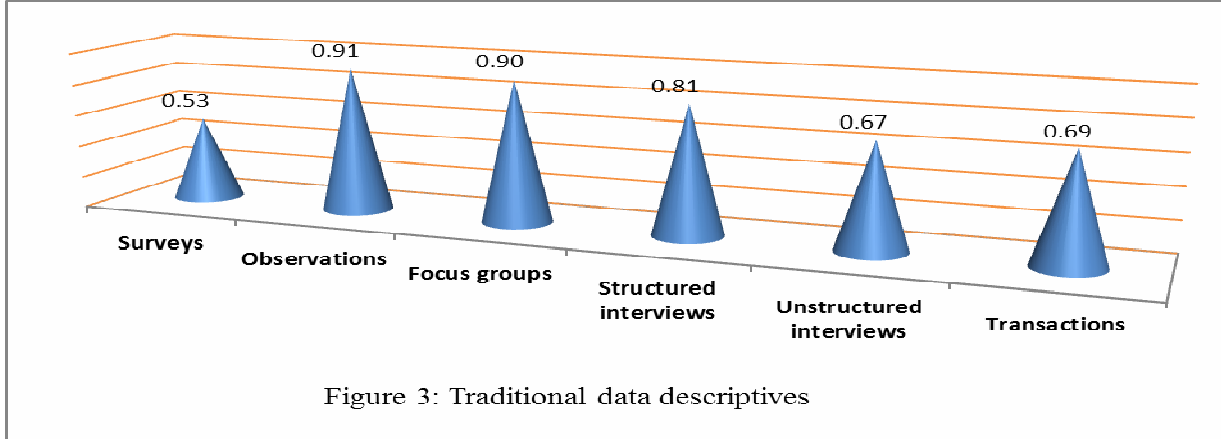 0.53
0.91
0.90
0.81
0.67
0.69
Surveys
Observations
Focus groups
Structured
interviews
Unstructured
interviews
Transactions
Figure 3: Traditional data descriptives